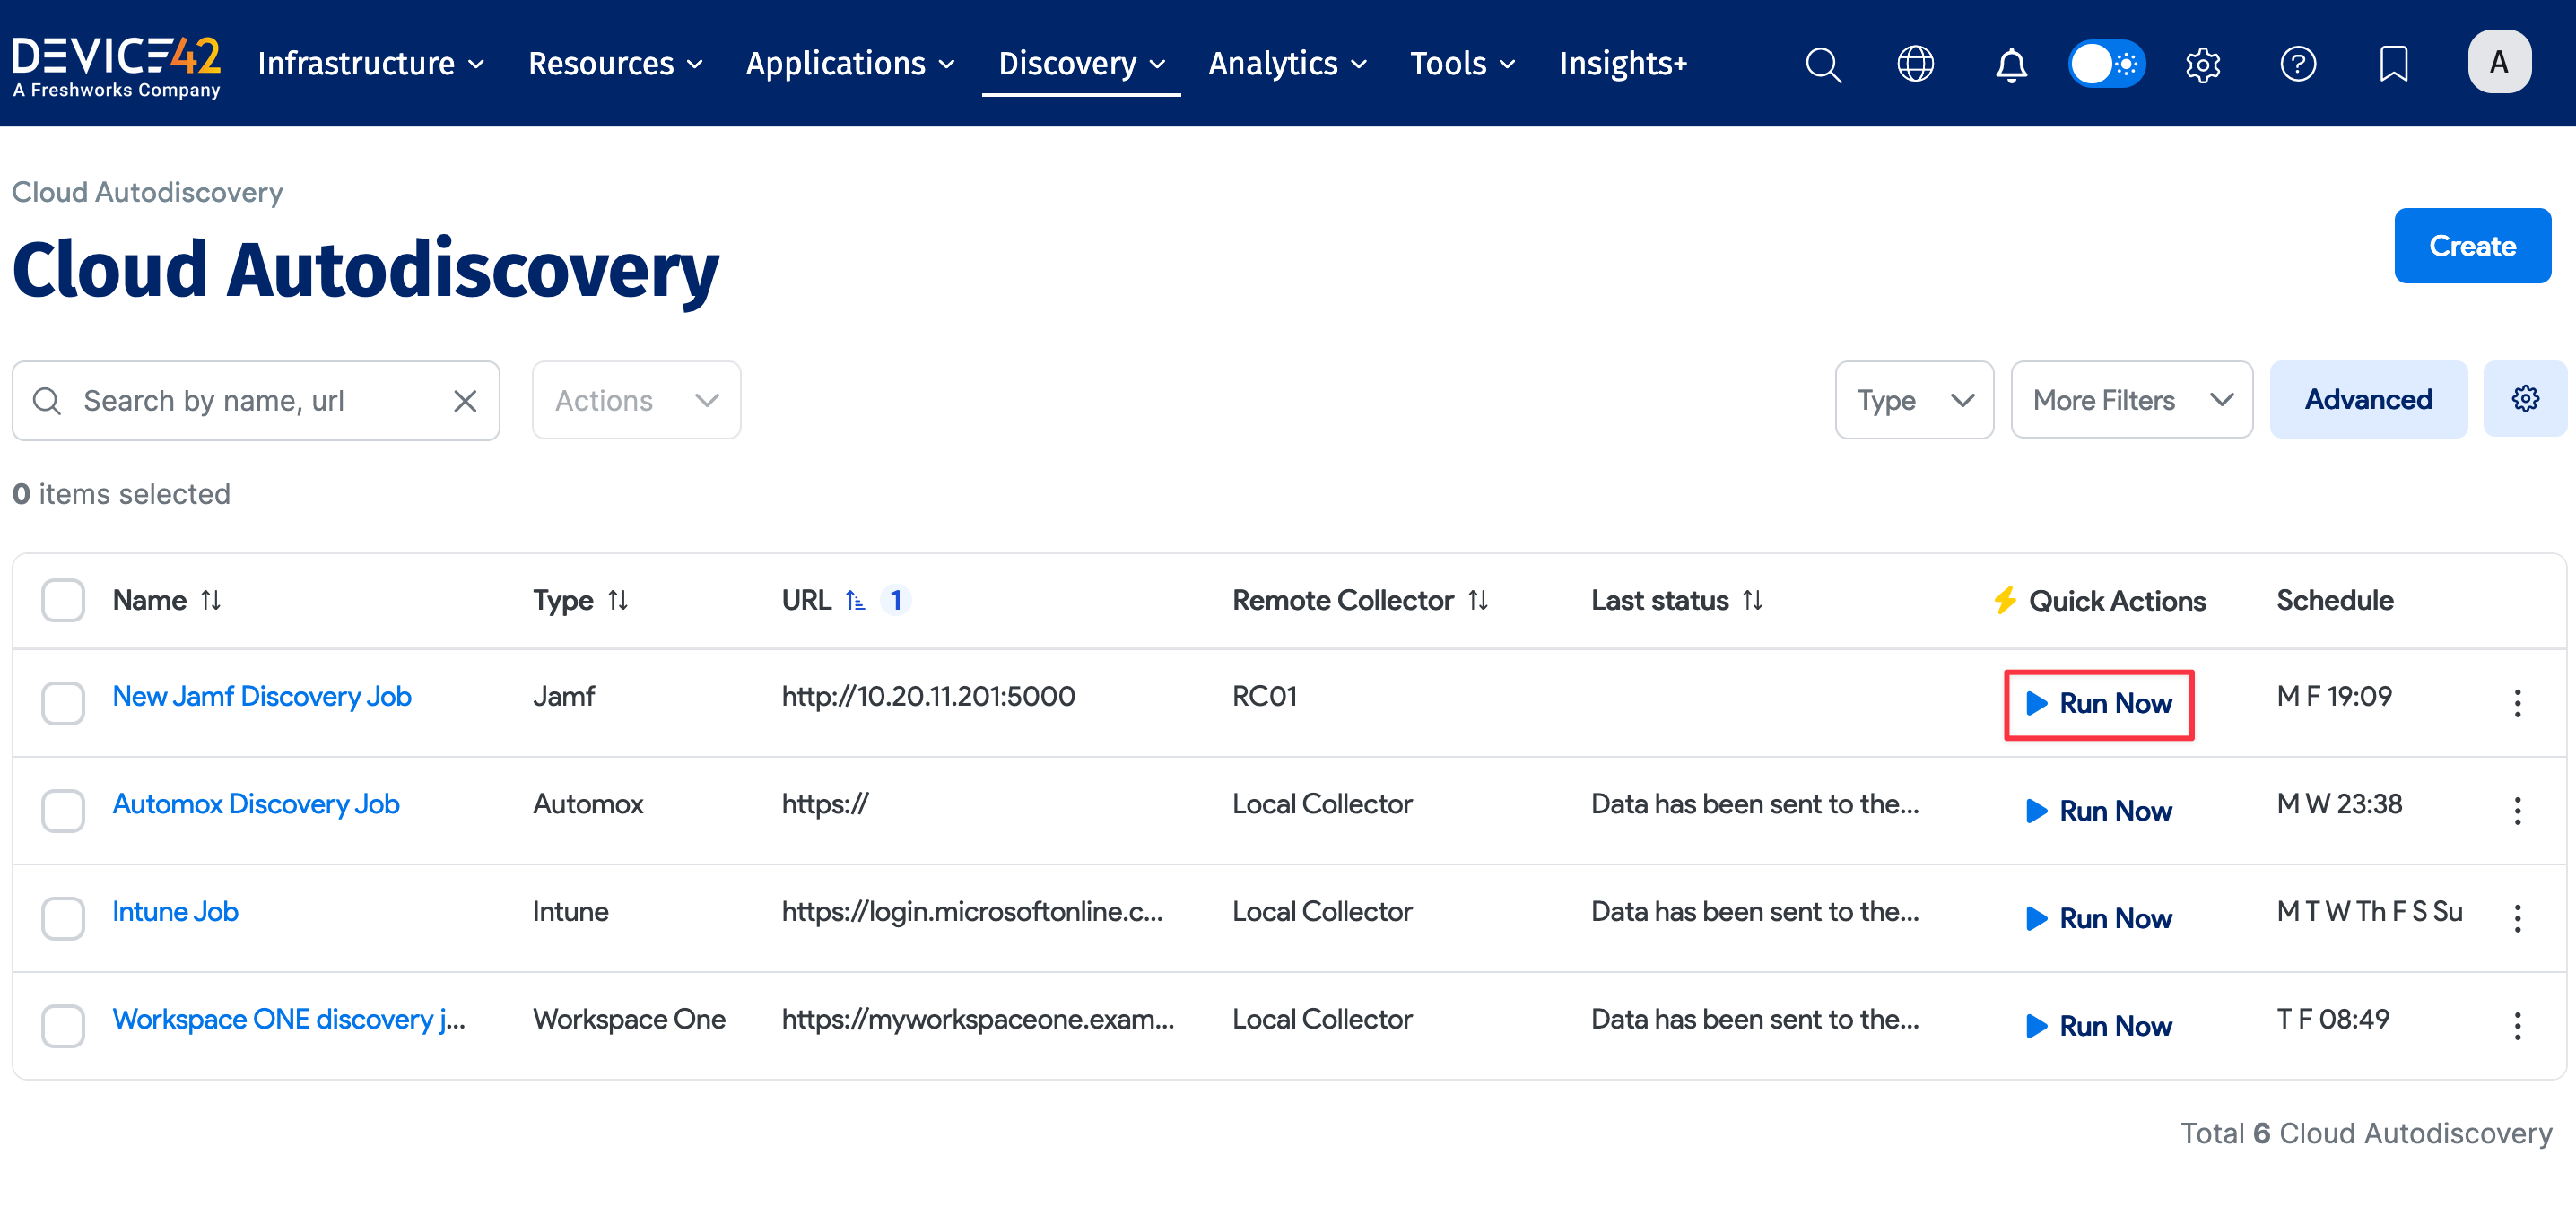 DEVICE42
A Freshworks Company
Infrastructure Resources Applications Discovery Analytics Tools Insights+
A
Cloud Autodiscovery
Cloud Autodiscovery
Create
Search by name, url Actions Type More Filters Advanced
0 items selected
Name Type URL 1 Remote Collector Last status Quick Actions Schedule
New Jamf Discovery Job Jamf http://10.20.11.201:5000 RC01 Run Now M F 19:09
Automox Discovery Job Automox https:// Local Collector Data has been sent to the... Run Now M W 23:38
Intune Job Intune https://login.microsoftonline.c... Local Collector Data has been sent to the... Run Now M T W Th F S Su
Workspace ONE discovery j... Workspace One https://myworkspaceone.exam... Local Collector Data has been sent to the... Run Now T F 08:49
Total 6 Cloud Autodiscovery